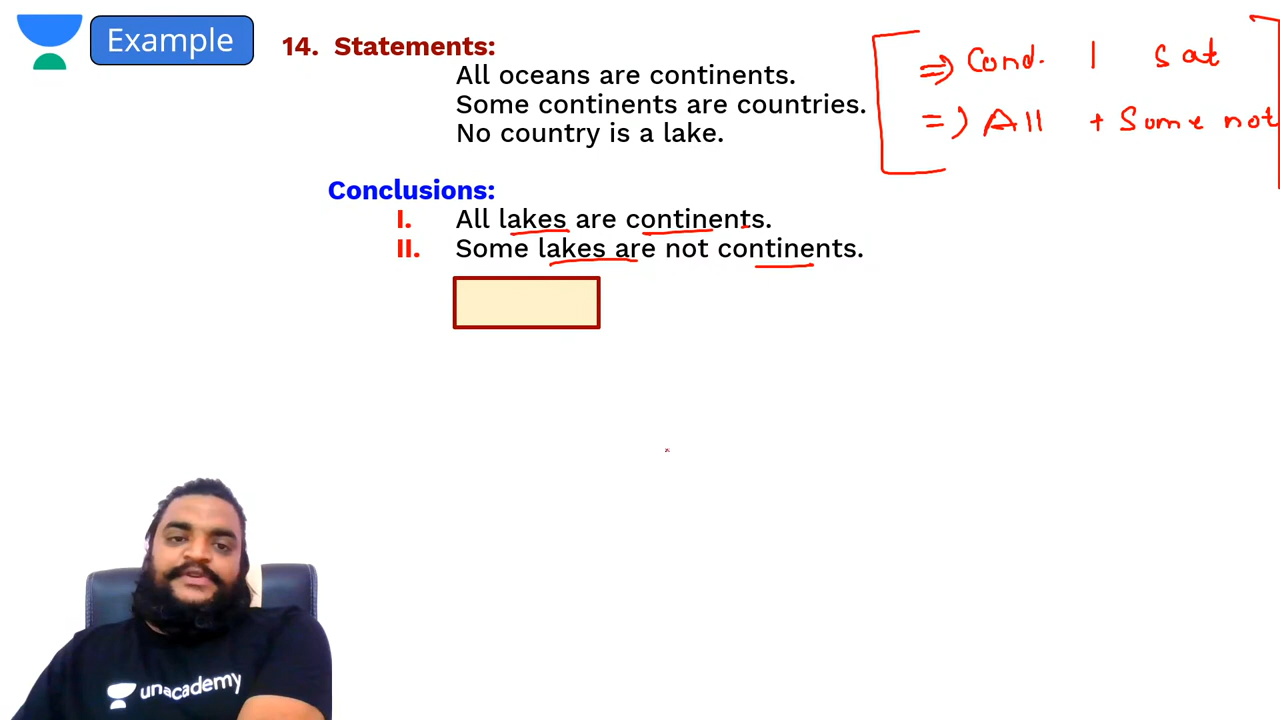 Example
14. Statements:
All oceans are continents.
Some continents are countries.
No country is a lake.
Conclusions:
I. All lakes are continents.
II. Some lakes are not continents.
⇒ Cond. 1 sat
=) All + Some not
unacademy